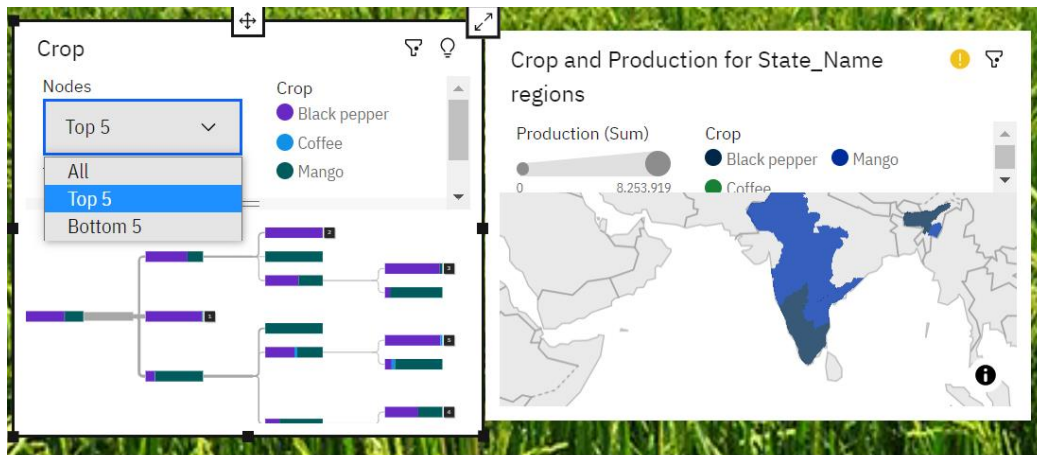 Crop
Nodes
Top 5
All
Top 5
Bottom 5
Crop
Black pepper
Coffee
Mango
2
3
1
5
4
Crop and Production for State_Name
regions
Production (Sum)
0
8,253,919
Crop
Black pepper
Mango
Coffee